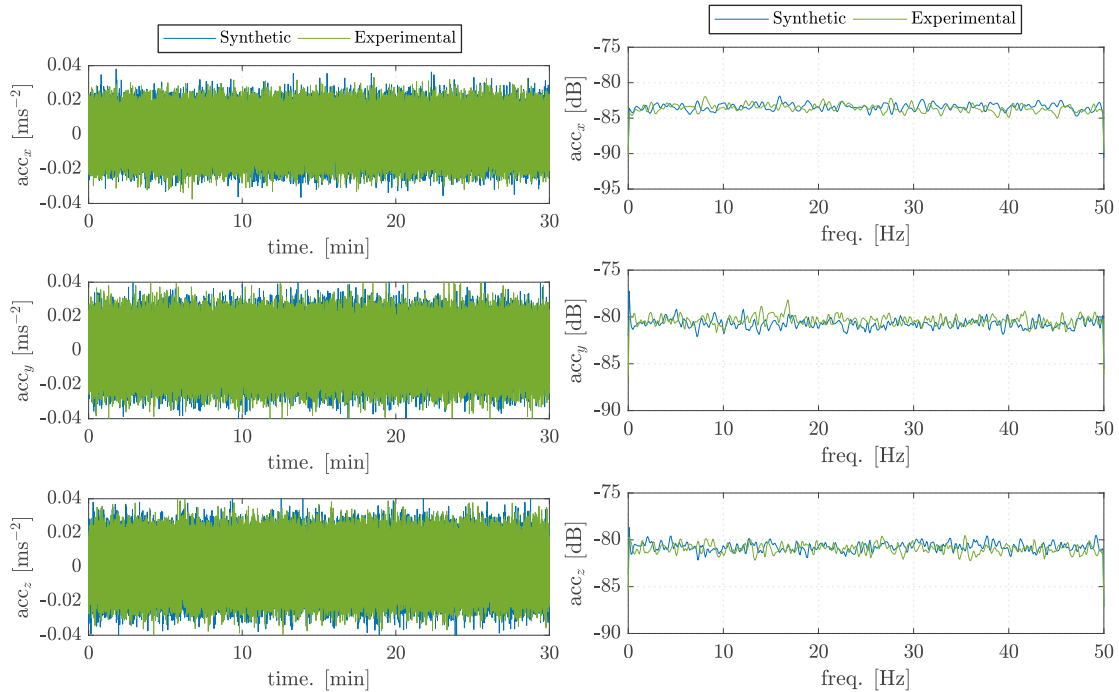 Synthetic Experimental
0.04
0.02
0
-0.02
-0.04
acc_x [ms⁻²]
0 10 20 30
time. [min]
0.04
0.02
0
-0.02
-0.04
acc_y [ms⁻²]
0 10 20 30
time. [min]
0.04
0.02
0
-0.02
-0.04
acc_z [ms⁻²]
0 10 20 30
time. [min]
Synthetic Experimental
-75
-80
-85
-90
-95
acc_x [dB]
0 10 20 30 40 50
freq. [Hz]
-75
-80
-85
-90
acc_y [dB]
0 10 20 30 40 50
freq. [Hz]
-75
-80
-85
-90
acc_z [dB]
0 10 20 30 40 50
freq. [Hz]